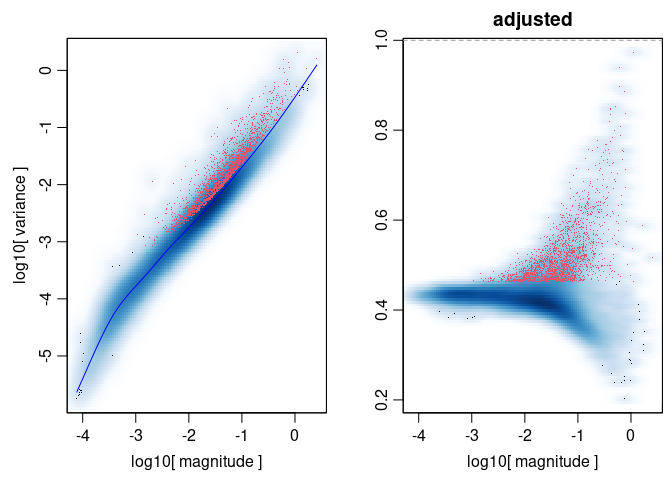 adjusted
log10[ variance ]
0
-1
-2
-3
-4
-5
-4 -3 -2 -1 0
log10[ magnitude ]
1.0
0.8
0.6
0.4
0.2
-4 -3 -2 -1 0
log10[ magnitude ]